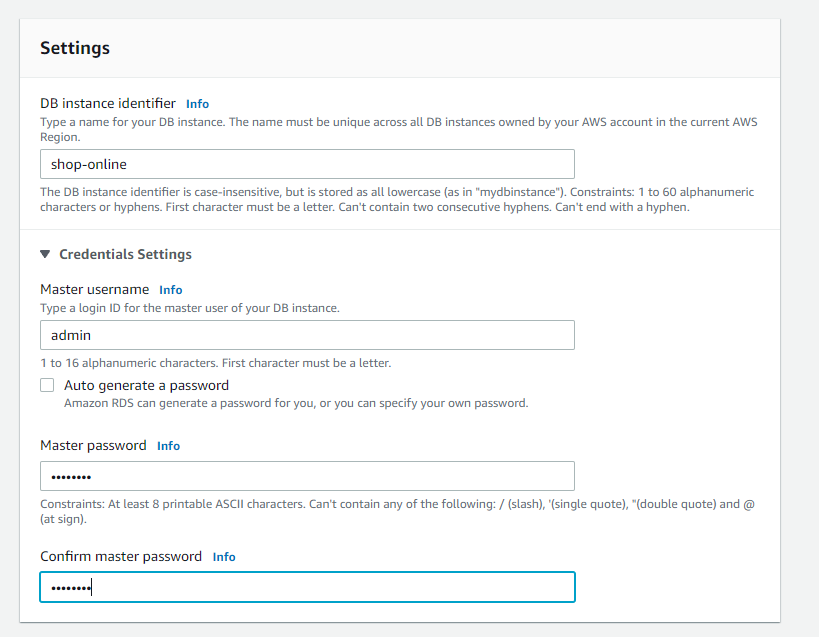 Settings
DB instance identifier Info
Type a name for your DB instance. The name must be unique across all DB instances owned by your AWS account in the current AWS
Region.
shop-online
The DB instance identifier is case-insensitive, but is stored as all lowercase (as in "mydbinstance"). Constraints: 1 to 60 alphanumeric
characters or hyphens. First character must be a letter. Can't contain two consecutive hyphens. Can't end with a hyphen.
Credentials Settings
Master username Info
Type a login ID for the master user of your DB instance.
admin
1 to 16 alphanumeric characters. First character must be a letter.
Auto generate a password
Amazon RDS can generate a password for you, or you can specify your own password.
Master password Info
••••••••
Constraints: At least 8 printable ASCII characters. Can't contain any of the following: / (slash), '(single quote), "(double quote) and @
(at sign).
Confirm master password Info
••••••••